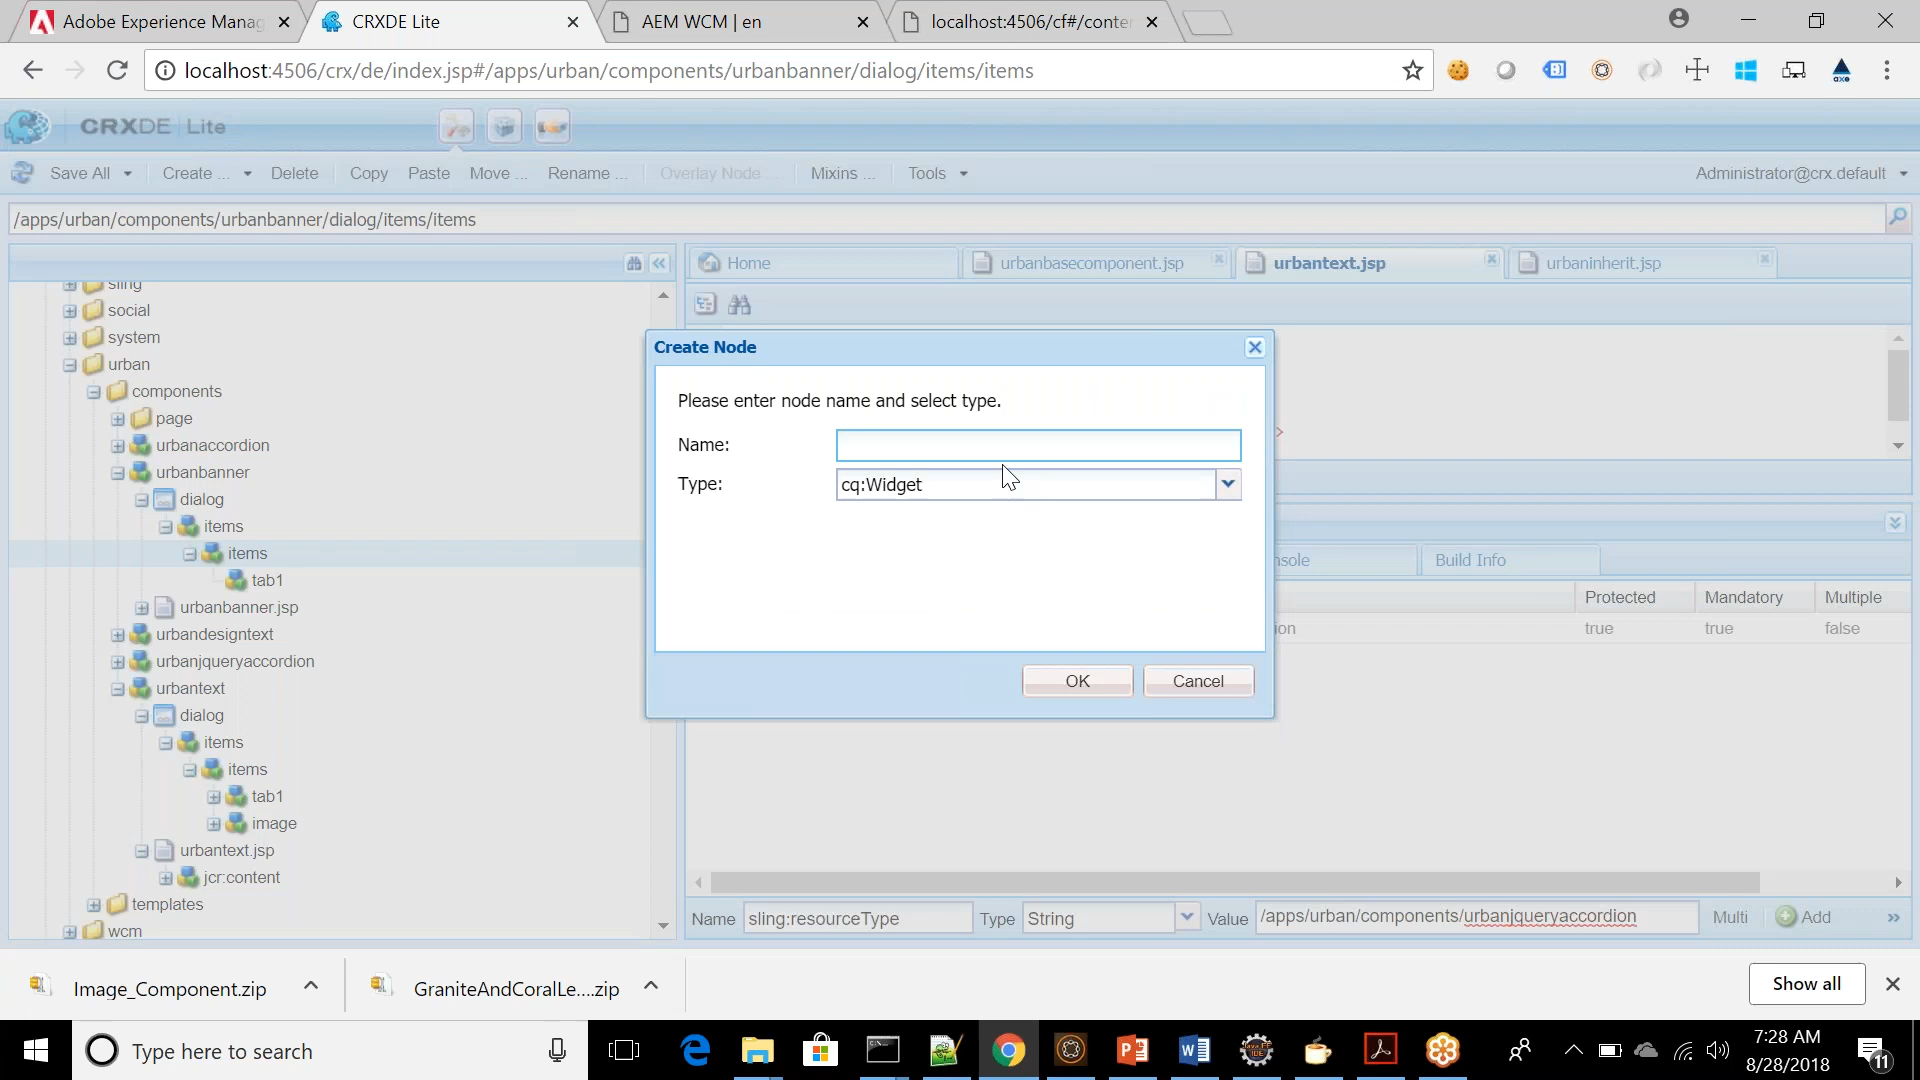 Adobe Experience Manag
CRXDE Lite
AEM WCM | en
localhost:4506/cf#/conte
localhost:4506/crx/de/index.jsp#/apps/urban/components/urbanbanner/dialog/items/items
CRXDE | Lite
Save All
Create ...
Delete
Copy
Paste
Move ...
Rename ...
Overlay Node ...
Mixins ...
Tools
Administrator@crx.default
/apps/urban/components/urbanbanner/dialog/items/items
sling
social
system
urban
components
page
urbanaccordion
urbanbanner
dialog
items
items
tab1
urbanbanner.jsp
urbandesigntext
urbanjqueryaccordion
urbantext
dialog
items
items
tab1
image
urbantext.jsp
jcr:content
templates
wcm
Home
urbanbasecomponent.jsp
urbantext.jsp
urbaninherit.jsp
Create Node
Please enter node name and select type.
Name:
Type:
cq:Widget
OK
Cancel
>
nsole
Build Info
Protected
Mandatory
Multiple
ion
true
true
false
Name
sling:resourceType
Type
String
Value
/apps/urban/components/urbanjqueryaccordion
Multi
Add
Image_Component.zip
GraniteAndCoralLe....zip
Show all
Type here to search
7:28 AM
8/28/2018
11